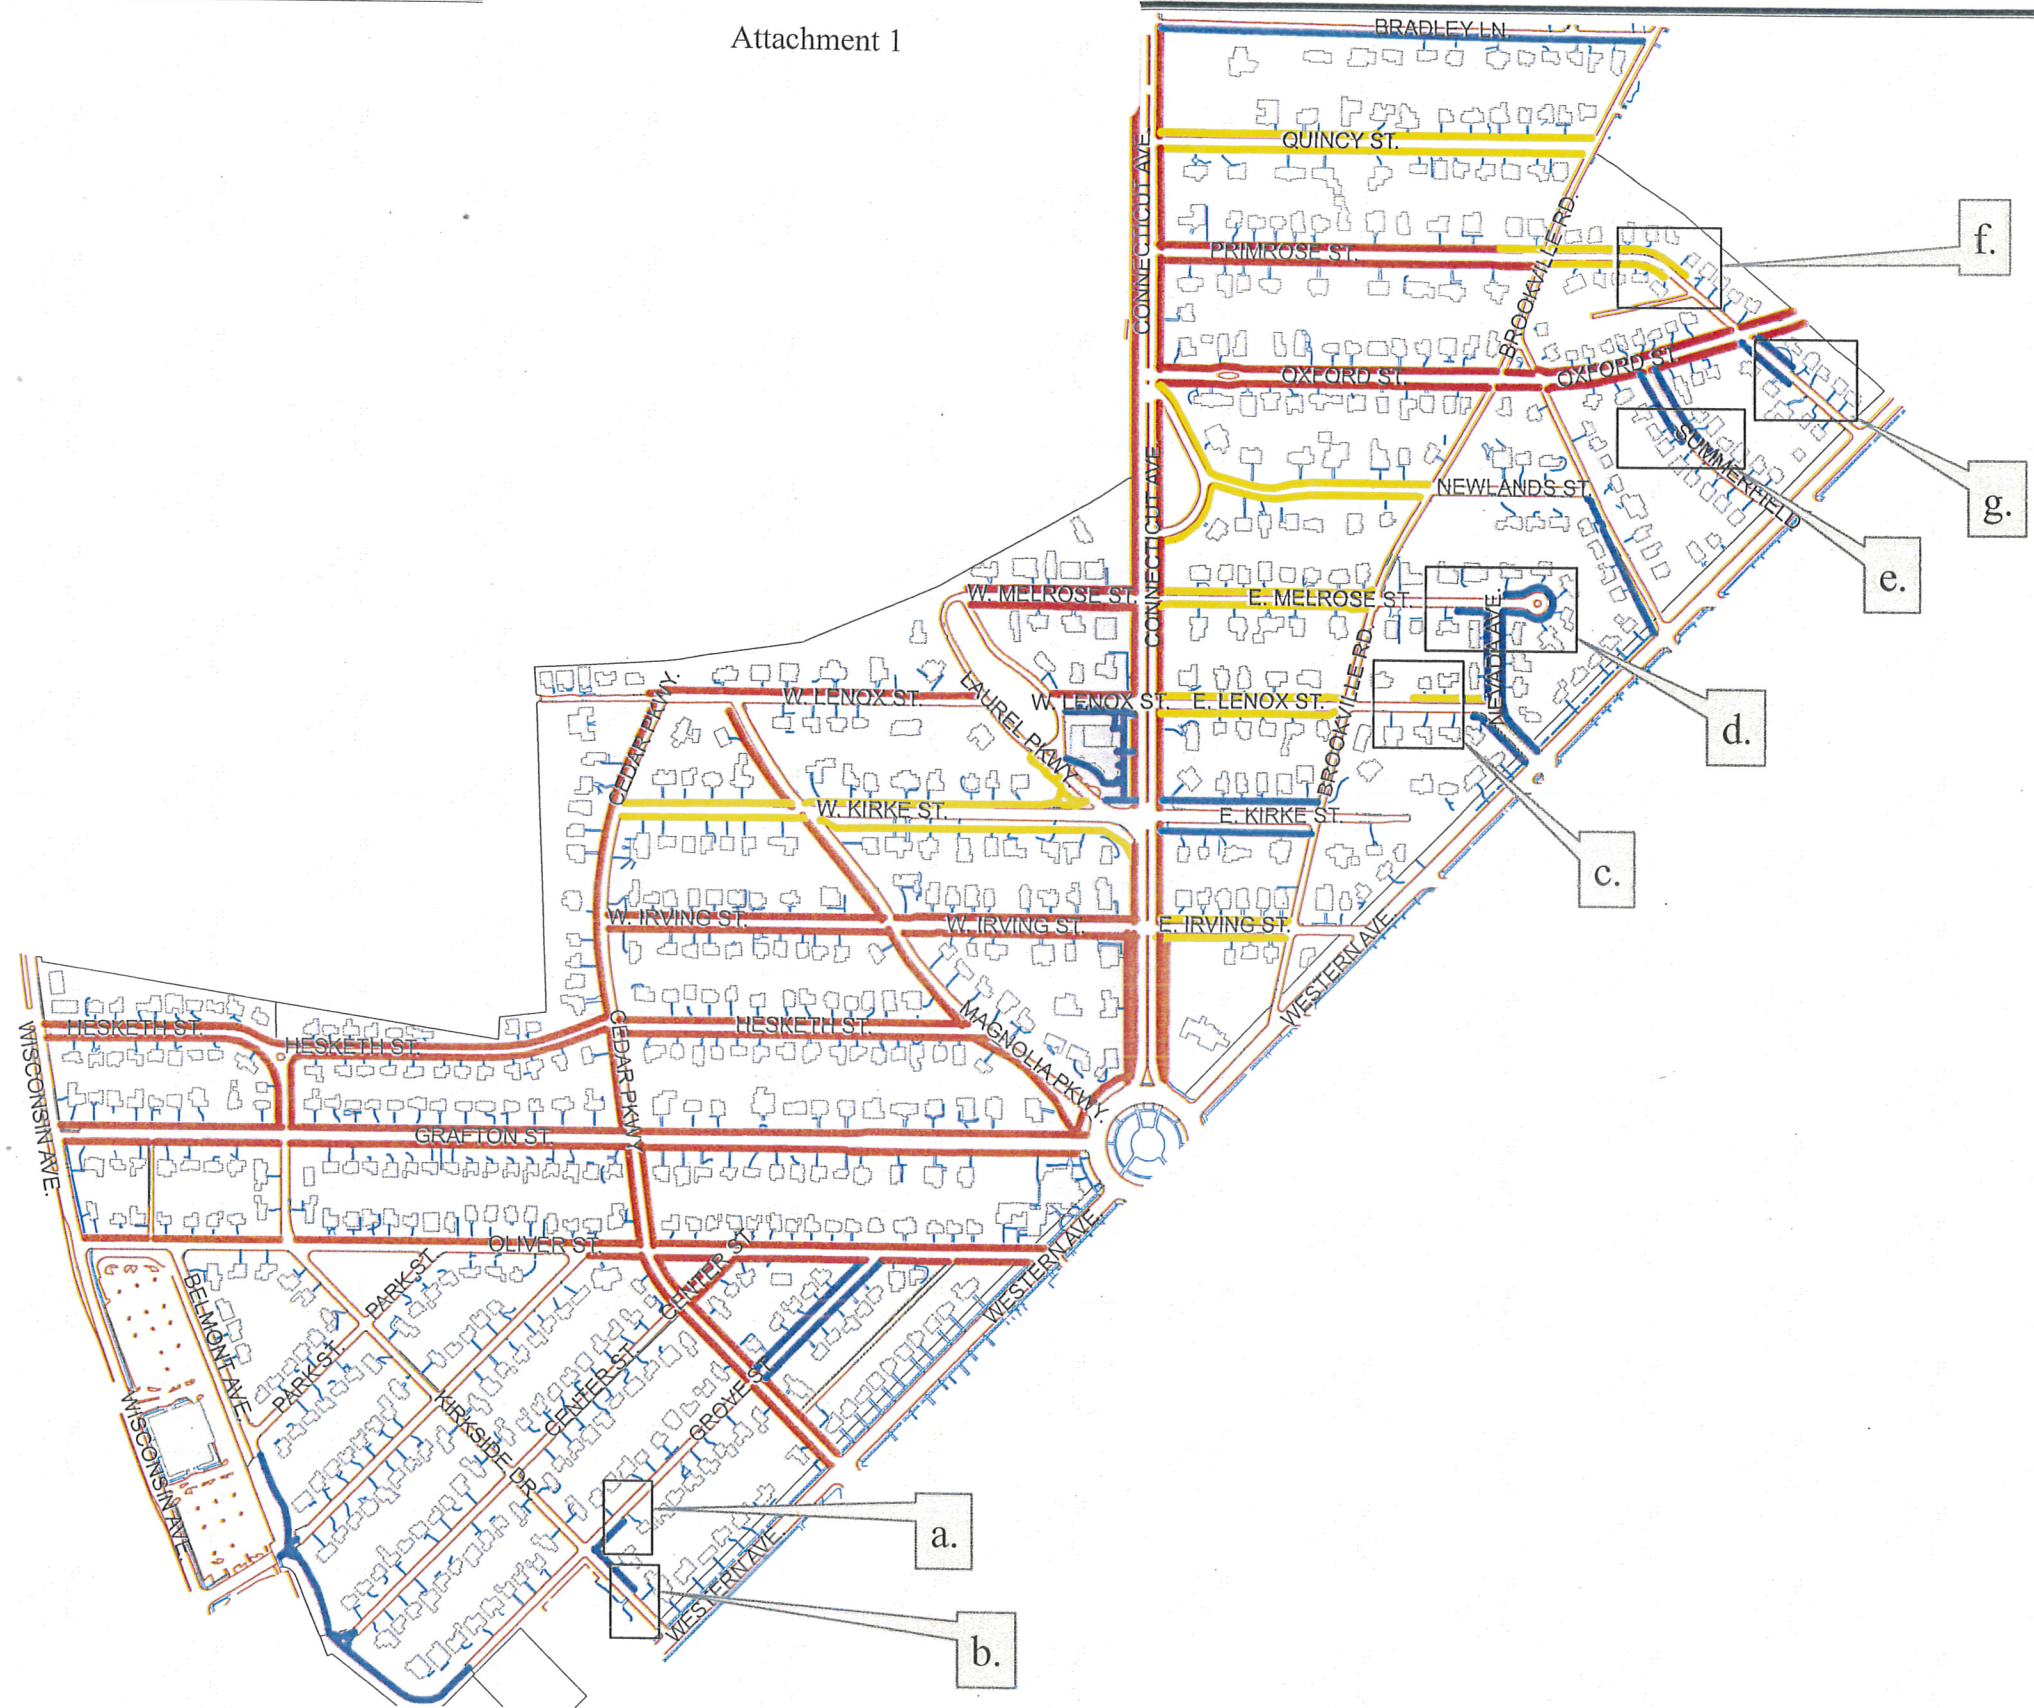 Attachment 1
BRADLEY LN.
QUINCY ST.
CONNECTICUT AVE.
PRIMROSE ST.
BROOKVILLE RD.
f.
OXFORD ST.
OXFORD ST.
SUMMERFIELD
g.
CONNECTICUT AVE.
NEWLANDS ST.
e.
W. MELROSE ST.
E. MELROSE ST.
NEVADA AVE.
d.
CEDAR PKWY.
W. LENOX ST.
LAUREL PKWY.
W. LENOX ST.
E. LENOX ST.
BROOKVILLE RD.
W. KIRKE ST.
E. KIRKE ST.
c.
W. IRVING ST.
W. IRVING ST.
E. IRVING ST.
WESTERN AVE.
HESKETH ST.
HESKETH ST.
HESKETH ST.
MAGNOLIA PKWY.
CEDAR PKWY
WISCONSIN AVE.
GRAFTON ST.
OLIVER ST.
CENTER ST.
WESTERN AVE.
PARK ST.
BELMONT AVE.
PARK ST.
KIRKSIDE DR.
CENTER ST.
GROVE ST
WISCONSIN AVE.
a.
WESTERN AVE.
b.